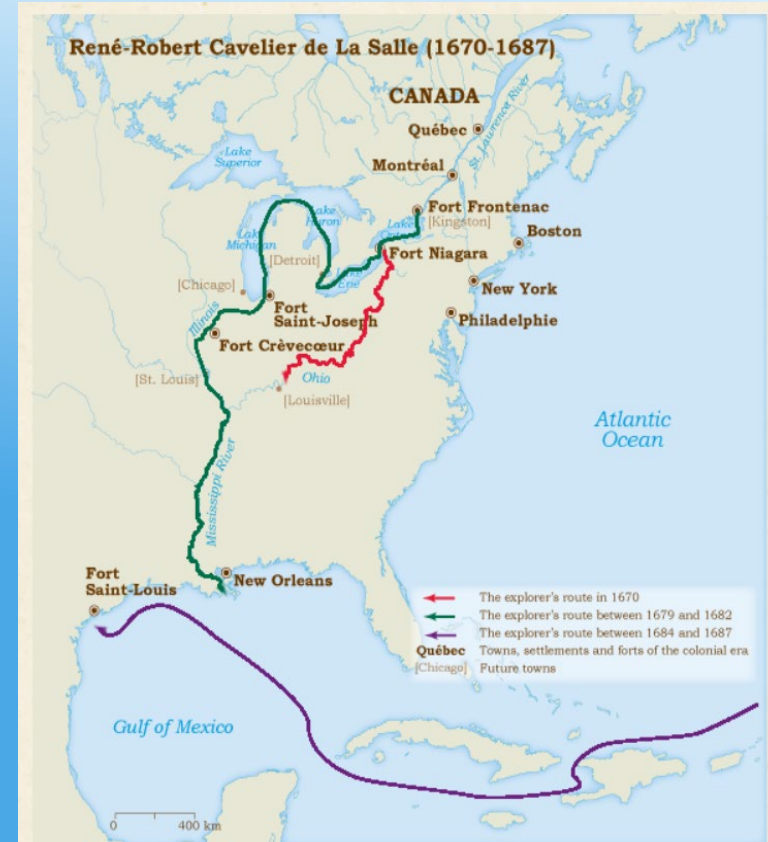 René-Robert Cavelier de La Salle (1670-1687)
CANADA
Québec
St. Lawrence River
Montréal
Lake
Superior
Fort Frontenac
[Kingston]
Lake
Huron
Lake
Michigan
Lake
Boston
[Detroit]
Fort Niagara
Erie
[Chicago]
New York
Fort
Saint-Joseph
Illinois
Philadelphie
Fort Crèvecœur
[St. Louis]
Ohio
[Louisville]
Atlantic
Ocean
Mississippi River
Fort
Saint-Louis
New Orleans
The explorer's route in 1670
The explorer's route between 1679 and 1682
The explorer's route between 1684 and 1687
Québec Towns, settlements and forts of the colonial era
[Chicago] Future towns
Gulf of Mexico
0 400 km